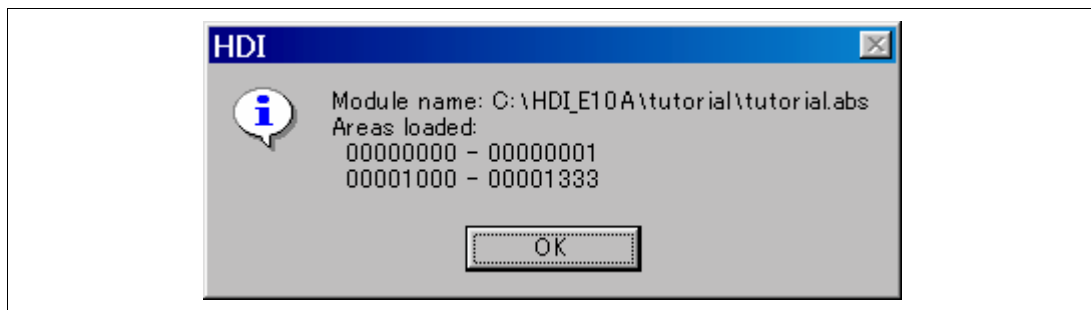 HDI
Module name: C:\HDI_E10A\tutorial\tutorial.abs
Areas loaded:
00000000 - 00000001
00001000 - 00001333
OK